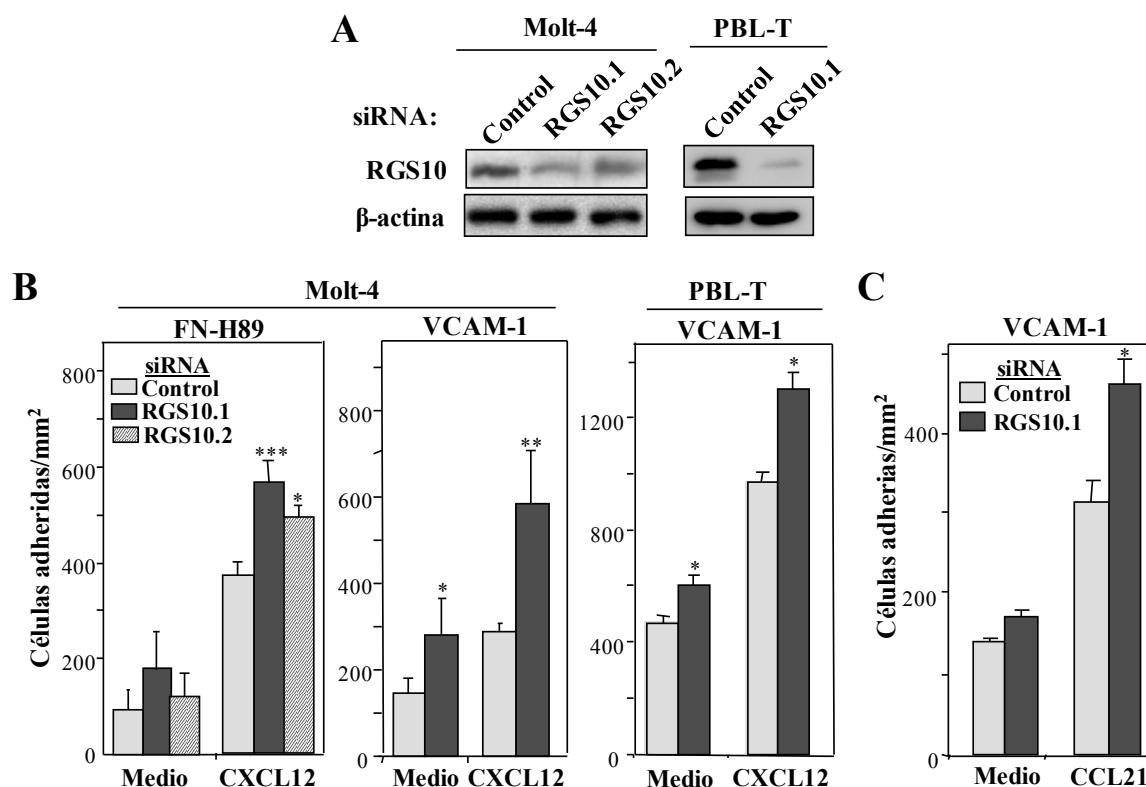 A
Molt-4
PBL-T
siRNA:
Control
RGS10.1
RGS10.2
Control
RGS10.1
RGS10
β-actina
B
Molt-4
PBL-T
C
FN-H89
VCAM-1
VCAM-1
VCAM-1
Células adheridas/mm²
800
600
400
200
0
siRNA
Control
RGS10.1
RGS10.2
***
*
Medio
CXCL12
800
600
400
200
0
*
**
Medio
CXCL12
1200
800
400
0
*
*
Medio
CXCL12
Células adherias/mm²
400
200
0
siRNA
Control
RGS10.1
*
Medio
CCL21